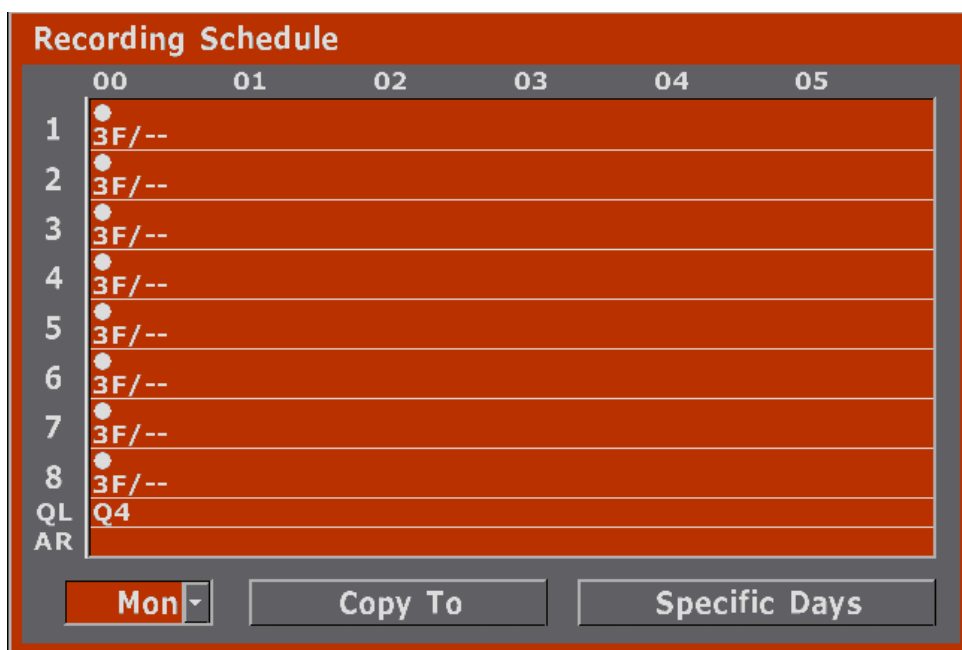 Recording Schedule
00 01 02 03 04 05
1 3F/--
2 3F/--
3 3F/--
4 3F/--
5 3F/--
6 3F/--
7 3F/--
8 3F/--
QL Q4
AR
Mon Copy To Specific Days